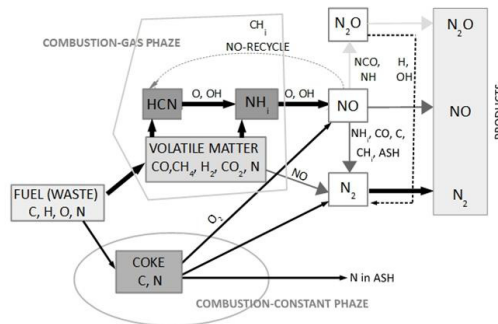 CH i
N₂O
N₂O
COMBUSTION-GAS PHAZE
NO-RECYCLE
NCO,
NH
H,
OH
HCN
O, OH
NH i
O, OH
NO
NO
PRODUCTS
VOLATILE MATTER
CO,CH₄, H₂, CO₂, N
NH i, CO, C,
CH i, ASH
NO
N₂
N₂
FUEL (WASTE)
C, H, O, N
O₂
COKE
C, N
N in ASH
COMBUSTION-CONSTANT PHAZE